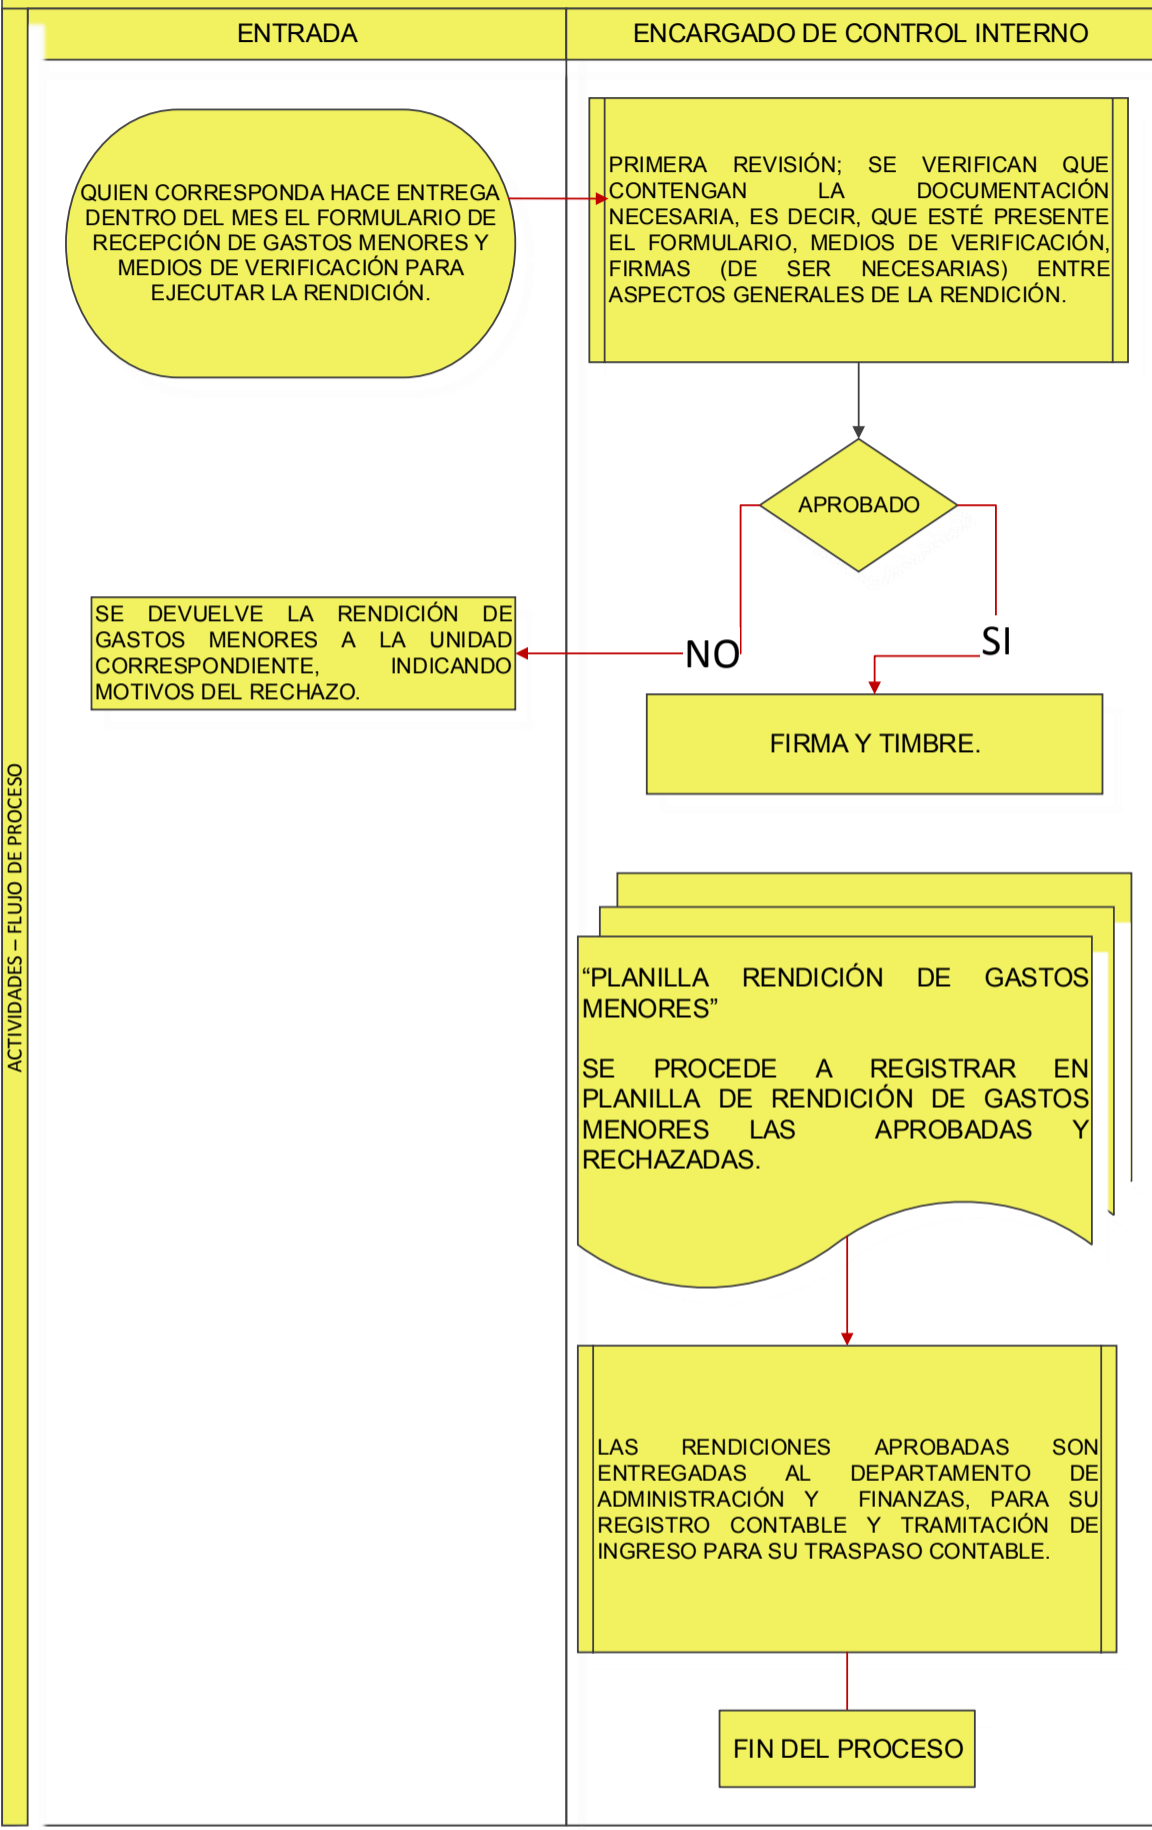 ENTRADA
ENCARGADO DE CONTROL INTERNO
ACTIVIDADES – FLUJO DE PROCESO
QUIEN CORRESPONDA HACE ENTREGA
DENTRO DEL MES EL FORMULARIO DE
RECEPCIÓN DE GASTOS MENORES Y
MEDIOS DE VERIFICACIÓN PARA
EJECUTAR LA RENDICIÓN.
PRIMERA REVISIÓN; SE VERIFICAN QUE
CONTENGAN LA DOCUMENTACIÓN
NECESARIA, ES DECIR, QUE ESTÉ PRESENTE
EL FORMULARIO, MEDIOS DE VERIFICACIÓN,
FIRMAS (DE SER NECESARIAS) ENTRE
ASPECTOS GENERALES DE LA RENDICIÓN.
APROBADO
NO
SI
SE DEVUELVE LA RENDICIÓN DE
GASTOS MENORES A LA UNIDAD
CORRESPONDIENTE, INDICANDO
MOTIVOS DEL RECHAZO.
FIRMA Y TIMBRE.
“PLANILLA RENDICIÓN DE GASTOS
MENORES”
SE PROCEDE A REGISTRAR EN
PLANILLA DE RENDICIÓN DE GASTOS
MENORES LAS APROBADAS Y
RECHAZADAS.
LAS RENDICIONES APROBADAS SON
ENTREGADAS AL DEPARTAMENTO DE
ADMINISTRACIÓN Y FINANZAS, PARA SU
REGISTRO CONTABLE Y TRAMITACIÓN DE
INGRESO PARA SU TRASPASO CONTABLE.
FIN DEL PROCESO